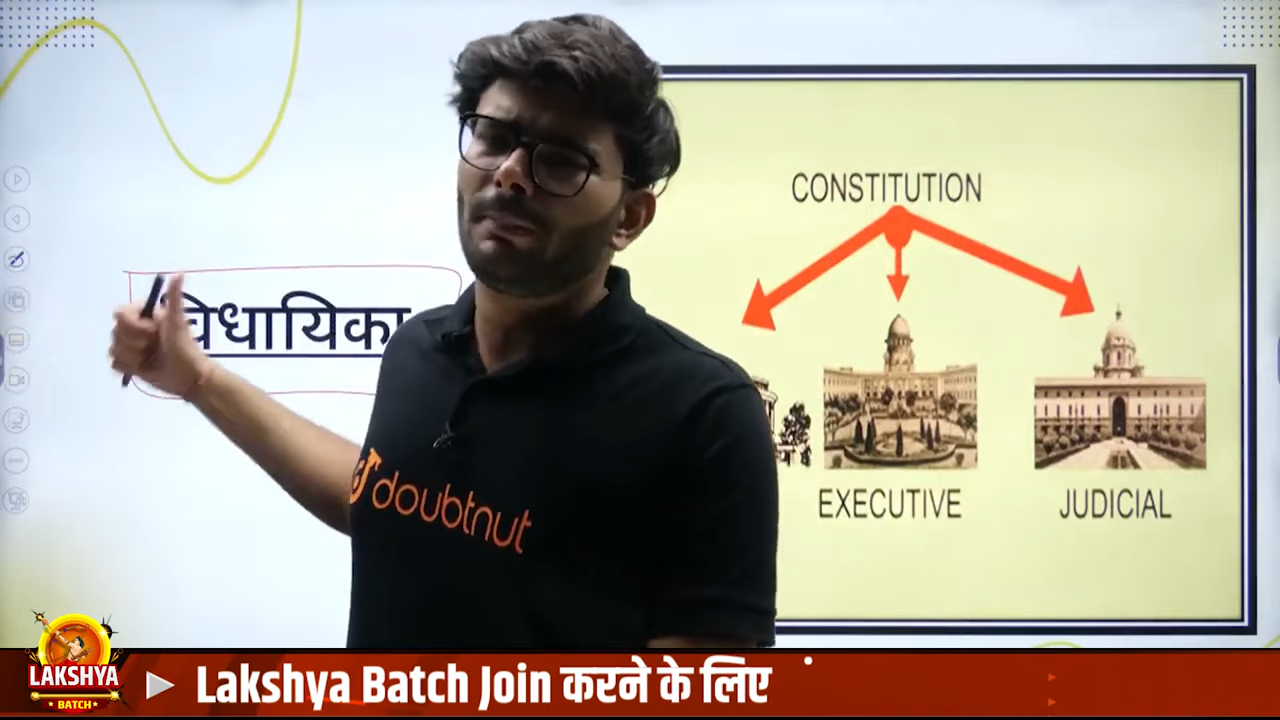 CONSTITUTION
विधायिका
EXECUTIVE
JUDICIAL
doubtnut
LAKSHYA
BATCH
Lakshya Batch Join करने के लिए